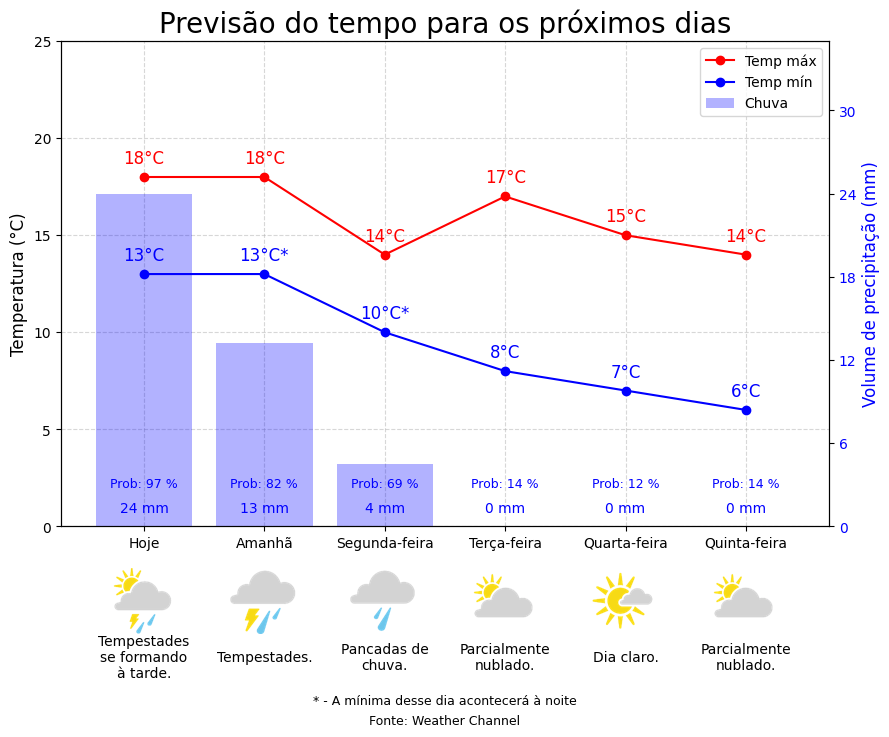 Previsão do tempo para os próximos dias
Temp máx
Temp mín
Chuva
Temperatura (°C)
25
20
15
10
5
0
Volume de precipitação (mm)
30
24
18
12
6
0
18°C 18°C 14°C 17°C 15°C 14°C
13°C 13°C* 10°C* 8°C 7°C 6°C
Prob: 97 % Prob: 82 % Prob: 69 % Prob: 14 % Prob: 12 % Prob: 14 %
24 mm 13 mm 4 mm 0 mm 0 mm 0 mm
Hoje Amanhã Segunda-feira Terça-feira Quarta-feira Quinta-feira
Tempestades
se formando
à tarde.
Tempestades.
Pancadas de
chuva.
Parcialmente
nublado.
Dia claro.
Parcialmente
nublado.
* - A mínima desse dia acontecerá à noite
Fonte: Weather Channel